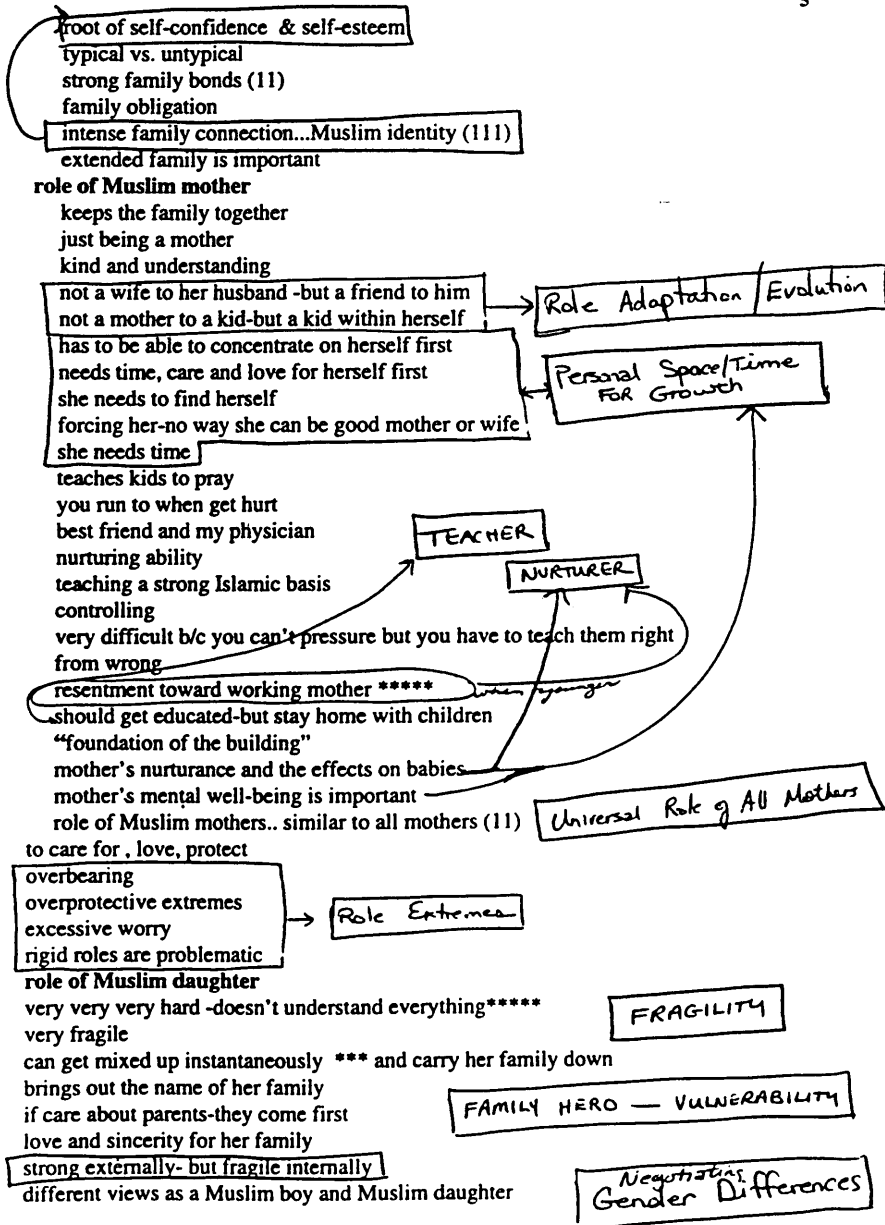 root of self-confidence & self-esteem
typical vs. untypical
strong family bonds (11)
family obligation
intense family connection...Muslim identity (111)
extended family is important
role of Muslim mother
keeps the family together
just being a mother
kind and understanding
not a wife to her husband -but a friend to him
not a mother to a kid-but a kid within herself
Role Adaptation / Evolution
has to be able to concentrate on herself first
needs time, care and love for herself first
she needs to find herself
forcing her-no way she can be good mother or wife
she needs time
Personal Space/Time
FOR Growth
teaches kids to pray
you run to when get hurt
best friend and my physician
TEACHER
nurturing ability
NURTURER
teaching a strong Islamic basis
controlling
very difficult b/c you can't pressure but you have to teach them right
from wrong
resentment toward working mother ***** when younger
should get educated-but stay home with children
“foundation of the building”
mother's nurturance and the effects on babies
mother's mental well-being is important
role of Muslim mothers.. similar to all mothers (11)
Universal Role of All Mothers
to care for , love, protect
overbearing
overprotective extremes
excessive worry
rigid roles are problematic
Role Extremes
role of Muslim daughter
very very very hard -doesn't understand everything*****
FRAGILITY
very fragile
can get mixed up instantaneously *** and carry her family down
brings out the name of her family
if care about parents-they come first
FAMILY HERO — VULNERABILITY
love and sincerity for her family
strong externally- but fragile internally
different views as a Muslim boy and Muslim daughter
Negotiating
Gender Differences